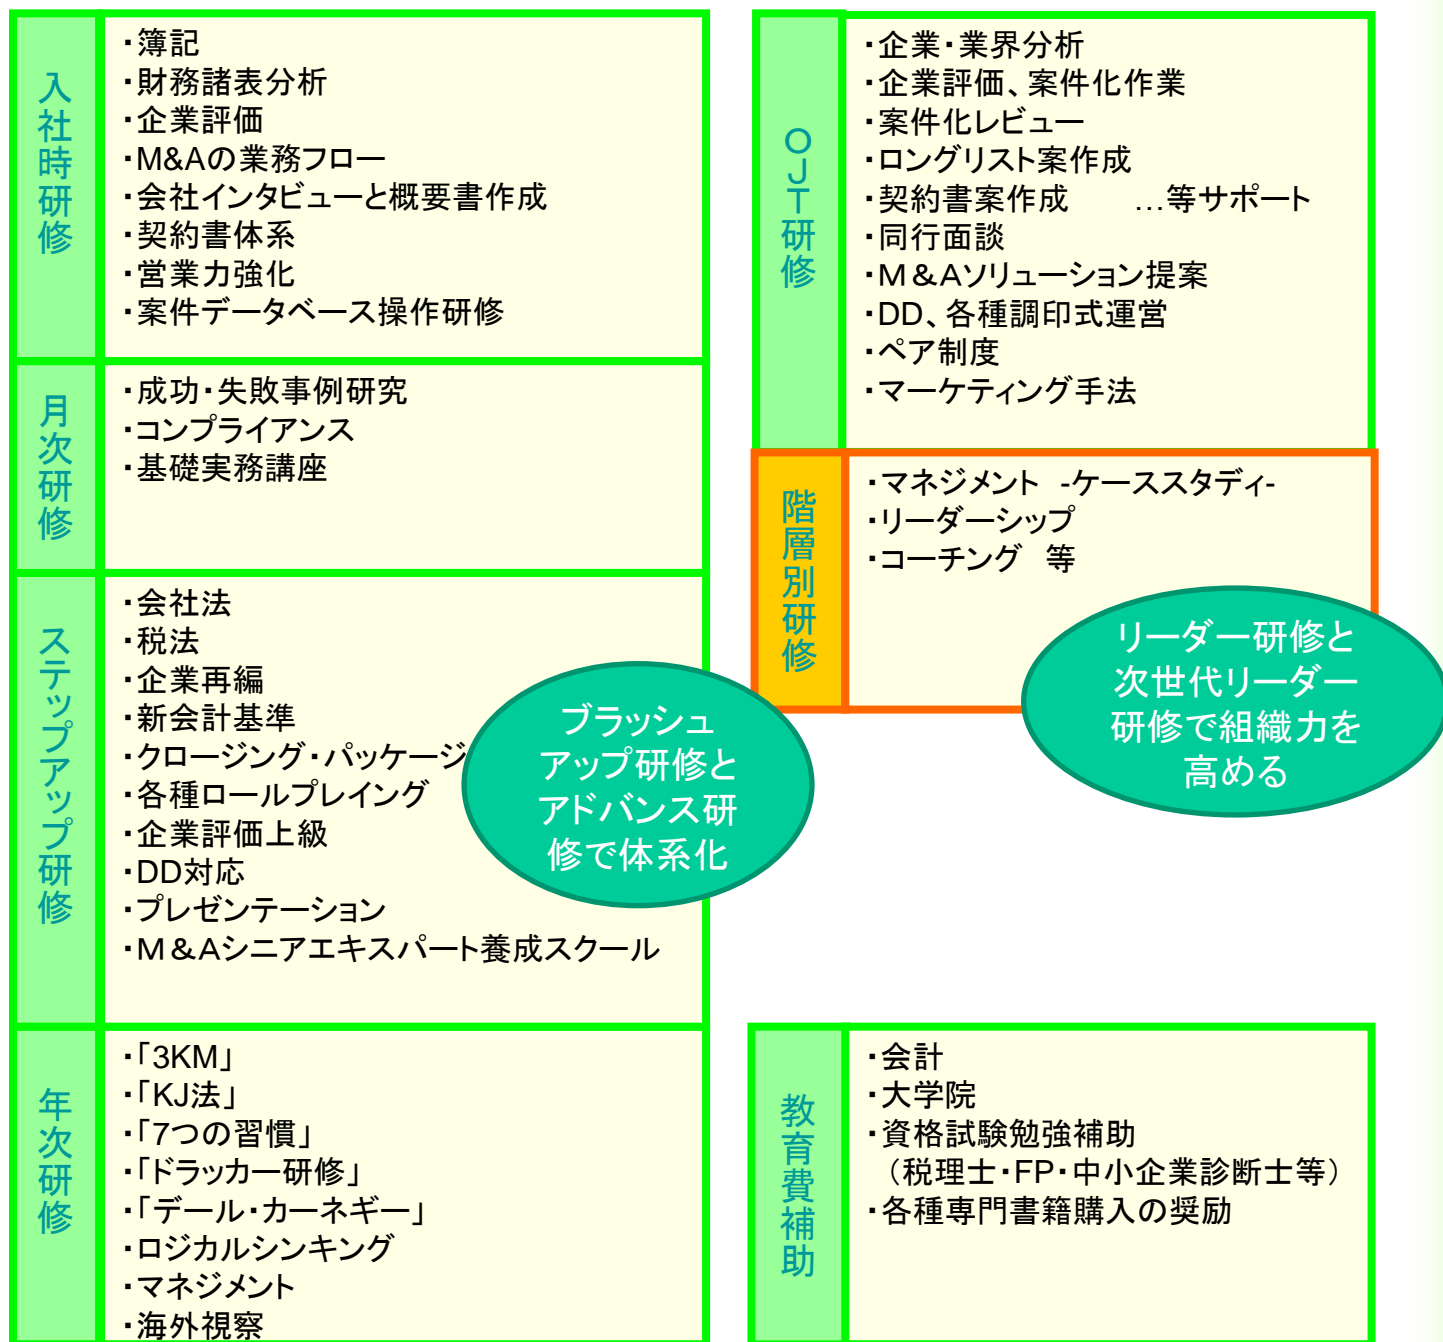 入社時研修
・簿記
・財務諸表分析
・企業評価
・M&Aの業務フロー
・会社インタビューと概要書作成
・契約書体系
・営業力強化
・案件データベース操作研修
月次研修
・成功・失敗事例研究
・コンプライアンス
・基礎実務講座
ステップアップ研修
・会社法
・税法
・企業再編
・新会計基準
・クロージング・パッケージ
・各種ロールプレイング
・企業評価上級
・DD対応
・プレゼンテーション
・M&Aシニアエキスパート養成スクール
ブラッシュ
アップ研修と
アドバンス研
修で体系化
年次研修
・「3KM」
・「KJ法」
・「7つの習慣」
・「ドラッカー研修」
・「デール・カーネギー」
・ロジカルシンキング
・マネジメント
・海外視察
OJT研修
・企業・業界分析
・企業評価、案件化作業
・案件化レビュー
・ロングリスト案作成
・契約書案作成　　…等サポート
・同行面談
・M&Aソリューション提案
・DD、各種調印式運営
・ペア制度
・マーケティング手法
階層別研修
・マネジメント -ケーススタディ-
・リーダーシップ
・コーチング 等
リーダー研修と
次世代リーダー
研修で組織力を
高める
教育費補助
・会計
・大学院
・資格試験勉強補助
（税理士・FP・中小企業診断士等）
・各種専門書籍購入の奨励